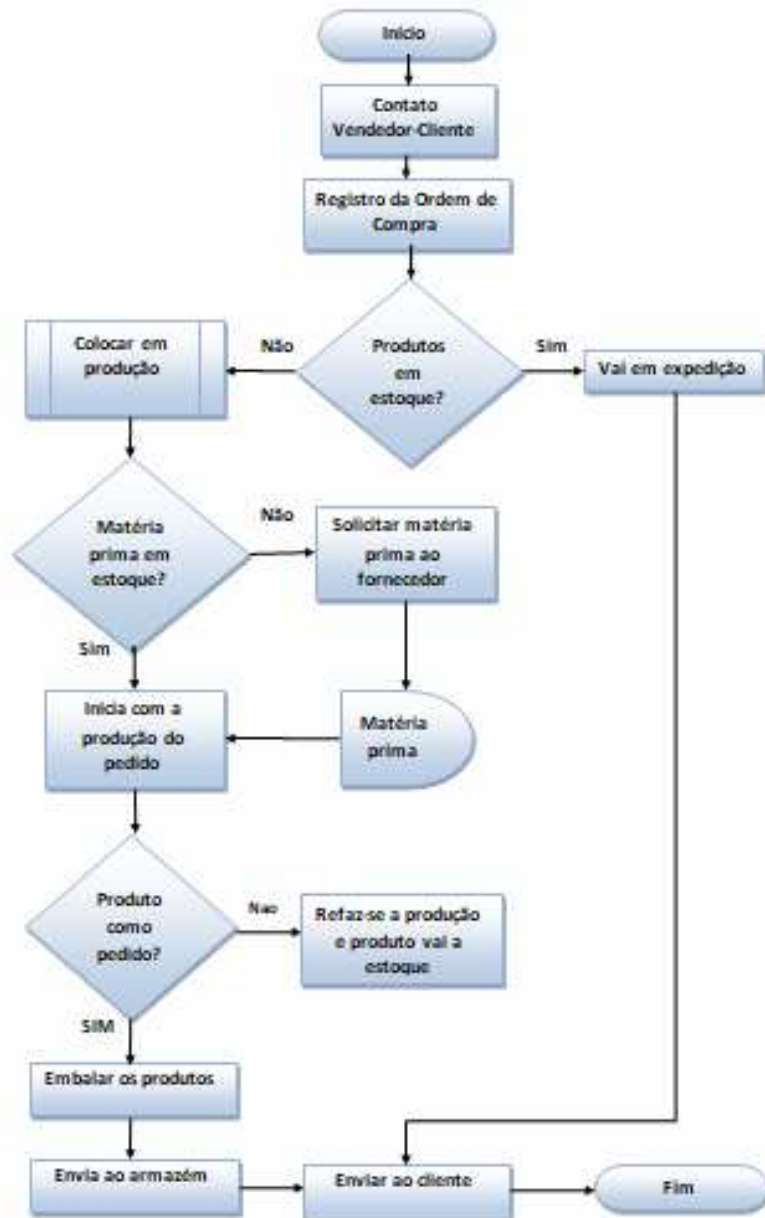 Início
Contato
Vendedor-Cliente
Registro da Ordem de
Compra
Produtos
em
estoque?
Não
Sim
Colocar em
produção
Vai em expedição
Matéria
prima em
estoque?
Não
Solicitar matéria
prima ao
fornecedor
Sim
Inicia com a
produção do
pedido
Matéria
prima
Produto
como
pedido?
Nao
Refaz-se a produção
e produto vai a
estoque
SIM
Embalar os produtos
Envia ao armazém
Enviar ao cliente
Fim